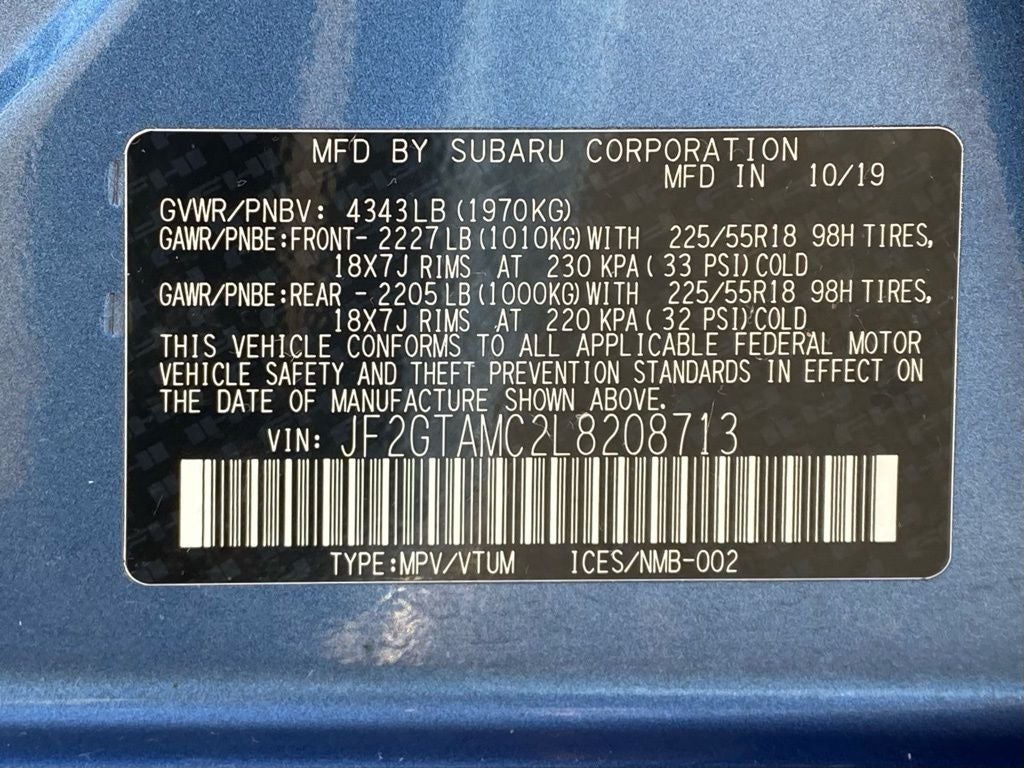 MFD BY SUBARU CORPORATION
MFD IN 10/19
GVWR/PNBV: 4343LB (1970KG)
GAWR/PNBE:FRONT- 2227 LB (1010KG) WITH 225/55R18 98H TIRES,
18X7J RIMS AT 230 KPA ( 33 PSI) COLD
GAWR/PNBE:REAR - 2205 LB (1000KG) WITH 225/55R18 98H TIRES,
18X7J RIMS AT 220 KPA ( 32 PSI) COLD
THIS VEHICLE CONFORMS TO ALL APPLICABLE FEDERAL MOTOR
VEHICLE SAFETY AND THEFT PREVENTION STANDARDS IN EFFECT ON
THE DATE OF MANUFACTURE SHOWN ABOVE.
VIN: JF2GTAMC2L8208713
TYPE:MPV/VTUM ICES/NMB-002